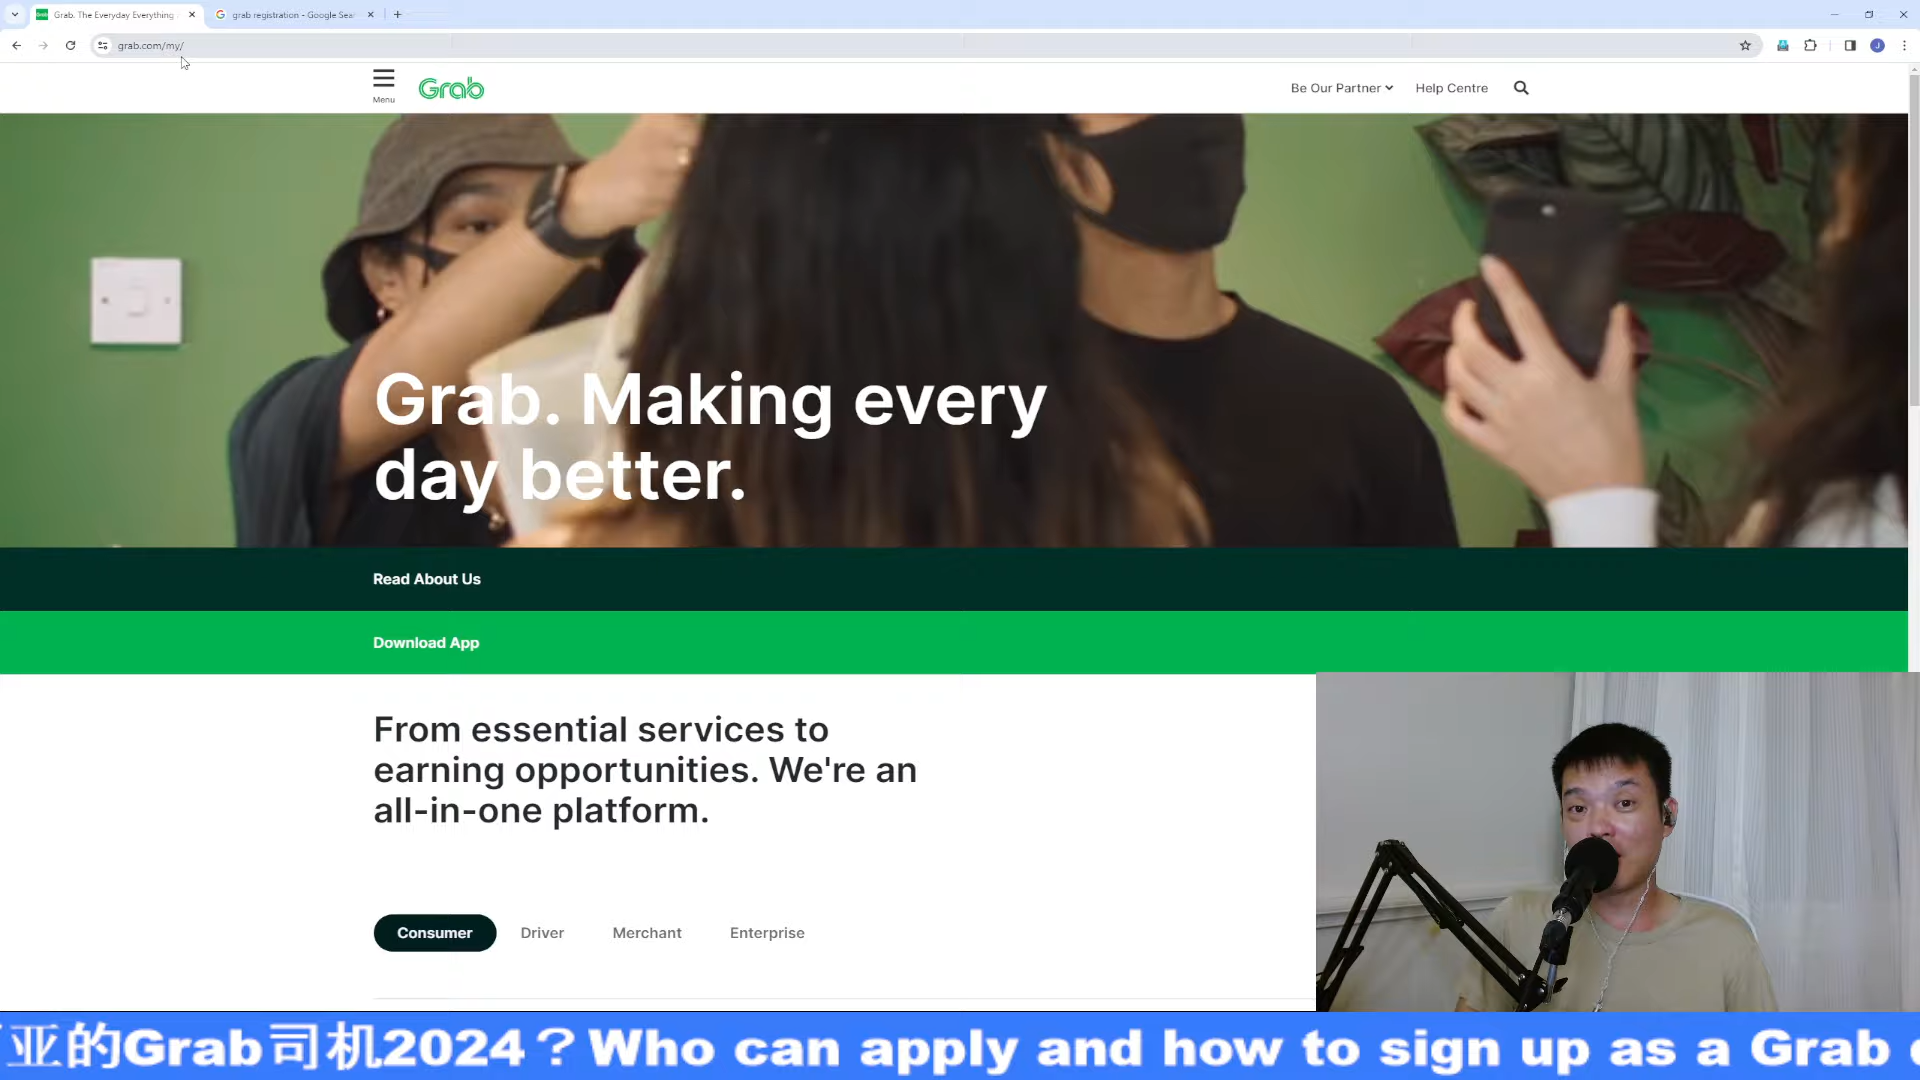 Grab. The Everyday Everything
grab registration - Google Sear
grab.com/my/
Menu
Grab
Be Our Partner
Help Centre
Grab. Making every
day better.
Read About Us
Download App
From essential services to
earning opportunities. We're an
all-in-one platform.
Consumer
Driver
Merchant
Enterprise
亚的Grab司机2024？Who can apply and how to sign up as a Grab